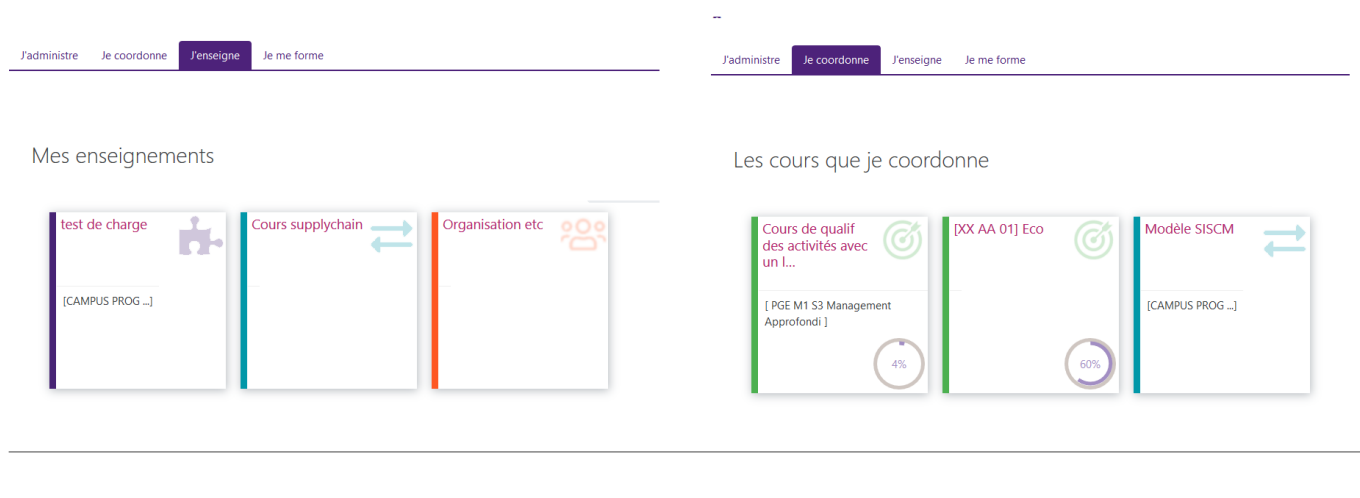 J'administre Je coordonne J'enseigne Je me forme
Mes enseignements
test de charge
[CAMPUS PROG ...]
Cours supplychain
Organisation etc
--
J'administre Je coordonne J'enseigne Je me forme
Les cours que je coordonne
Cours de qualif
des activités avec
un l...
[ PGE M1 S3 Management
Approfondi ]
4%
[XX AA 01] Eco
60%
Modèle SISCM
[CAMPUS PROG ...]